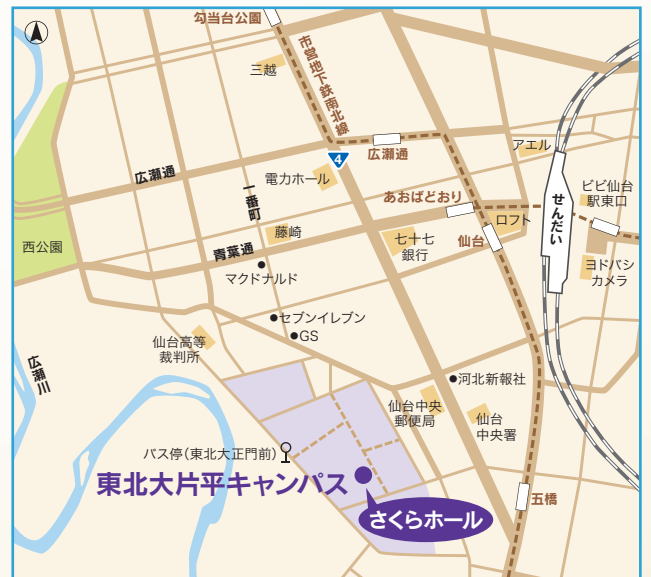 勾当台公園
三越
市営地下鉄南北線
4
広瀬通
アエル
広瀬通
電力ホール
一番町
あおばどおり
ロフト
せんだい
ビビ仙台
駅東口
西公園
藤崎
青葉通
七十七
銀行
仙台
マクドナルド
ヨドバシ
カメラ
セブンイレブン
GS
仙台高等
裁判所
広瀬川
河北新報社
仙台中央
郵便局
仙台
中央署
バス停(東北大正門前)
東北大片平キャンパス
さくらホール
五橋